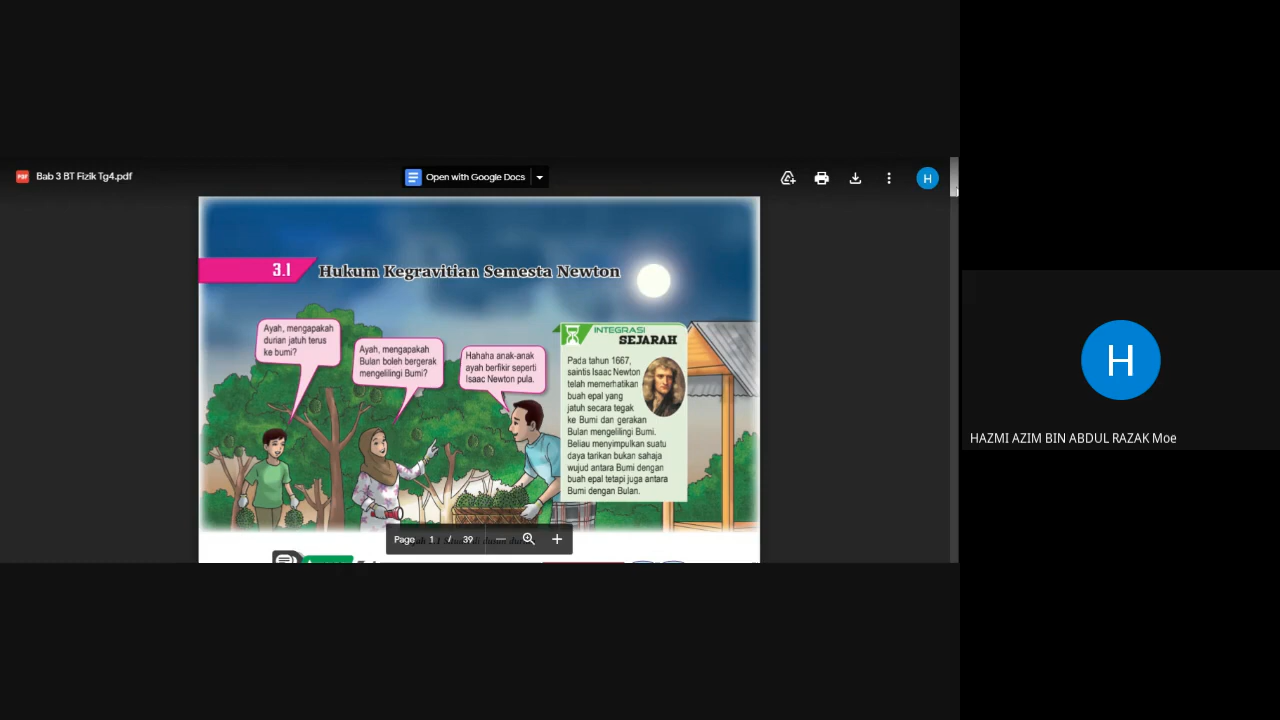 Bab 3 BT Fizik Tg4.pdf
Open with Google Docs
H
3.1 Hukum Kegravitian Semesta Newton
Ayah, mengapakah
durian jatuh terus
ke bumi?
Ayah, mengapakah
Bulan boleh bergerak
mengelilingi Bumi?
Hahaha anak-anak
ayah berfikir seperti
Isaac Newton pula.
INTEGRASI
SEJARAH
Pada tahun 1667,
saintis Isaac Newton
telah memerhatikan
buah epal yang
jatuh secara tegak
ke Bumi dan gerakan
Bulan mengelilingi Bumi.
Beliau menyimpulkan suatu
daya tarikan bukan sahaja
wujud antara Bumi dengan
buah epal tetapi juga antara
Bumi dengan Bulan.
Page 1 / 39
H
HAZMI AZIM BIN ABDUL RAZAK Moe